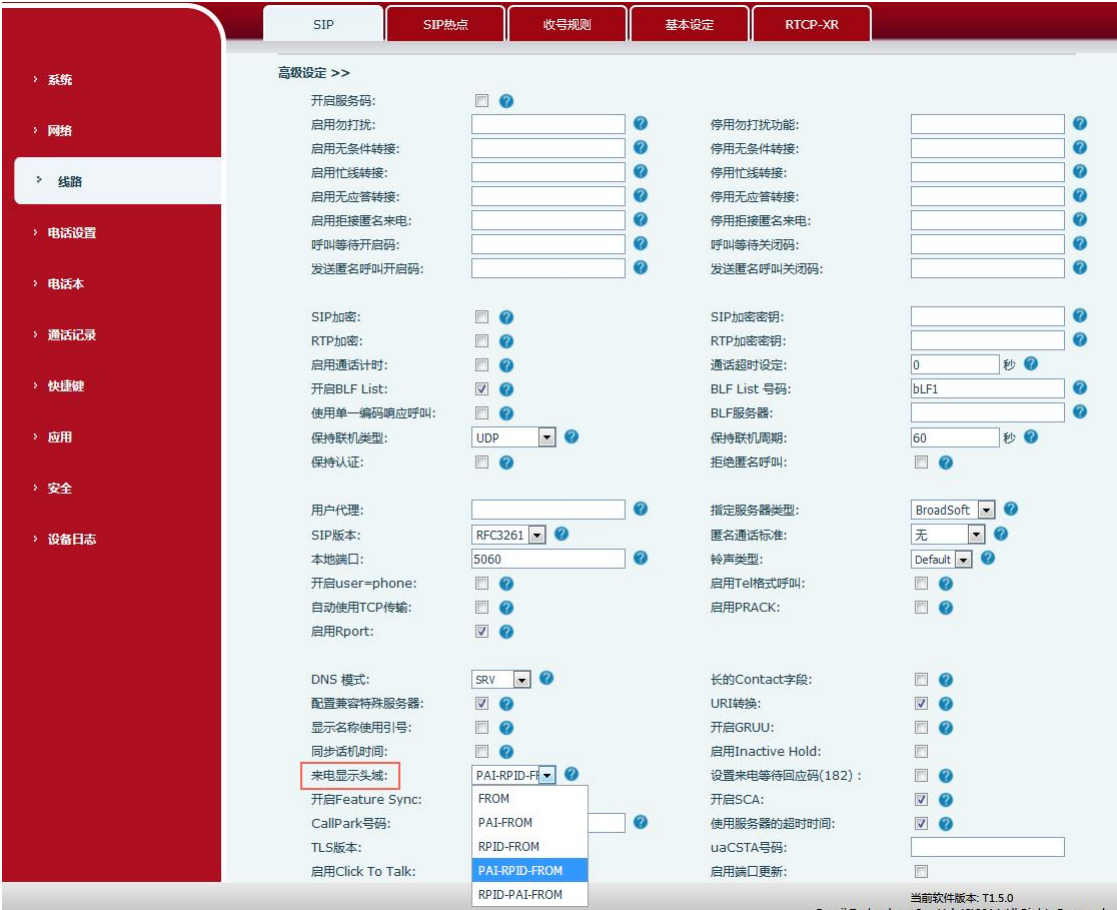 SIP SIP热点 收号规则 基本设定 RTCP-XR
系统
网络
线路
电话设置
电话本
通话记录
快捷键
应用
安全
设备日志
高级设定 >>
开启服务码:
启用勿打扰: 停用勿打扰功能:
启用无条件转接: 停用无条件转接:
启用忙线转接: 停用忙线转接:
启用无应答转接: 停用无应答转接:
启用拒接匿名来电: 停用拒接匿名来电:
呼叫等待开启码: 呼叫等待关闭码:
发送匿名呼叫开启码: 发送匿名呼叫关闭码:
SIP加密: SIP加密密钥:
RTP加密: RTP加密密钥:
启用通话计时: 通话超时设定: 0 秒
开启BLF List: BLF List 号码: bLF1
使用单一编码响应呼叫: BLF服务器:
保持联机类型: UDP 保持联机周期: 60 秒
保持认证: 拒绝匿名呼叫:
用户代理: 指定服务器类型: BroadSoft
SIP版本: RFC3261 匿名通话标准: 无
本地端口: 5060 铃声类型: Default
开启user=phone: 启用Tel格式呼叫:
自动使用TCP传输: 启用PRACK:
启用Rport:
DNS 模式: SRV 长的Contact字段:
配置兼容特殊服务器: URI转换:
显示名称使用引号: 开启GRUU:
同步话机时间: 启用Inactive Hold:
来电显示头域: PAI-RPID-FR 设置来电等待回应码(182) :
开启Feature Sync: FROM 开启SCA:
CallPark号码: PAI-FROM 使用服务器的超时时间:
TLS版本: RPID-FROM uaCSTA号码:
启用Click To Talk: PAI-RPID-FROM 启用端口更新:
RPID-PAI-FROM
当前软件版本: T1.5.0